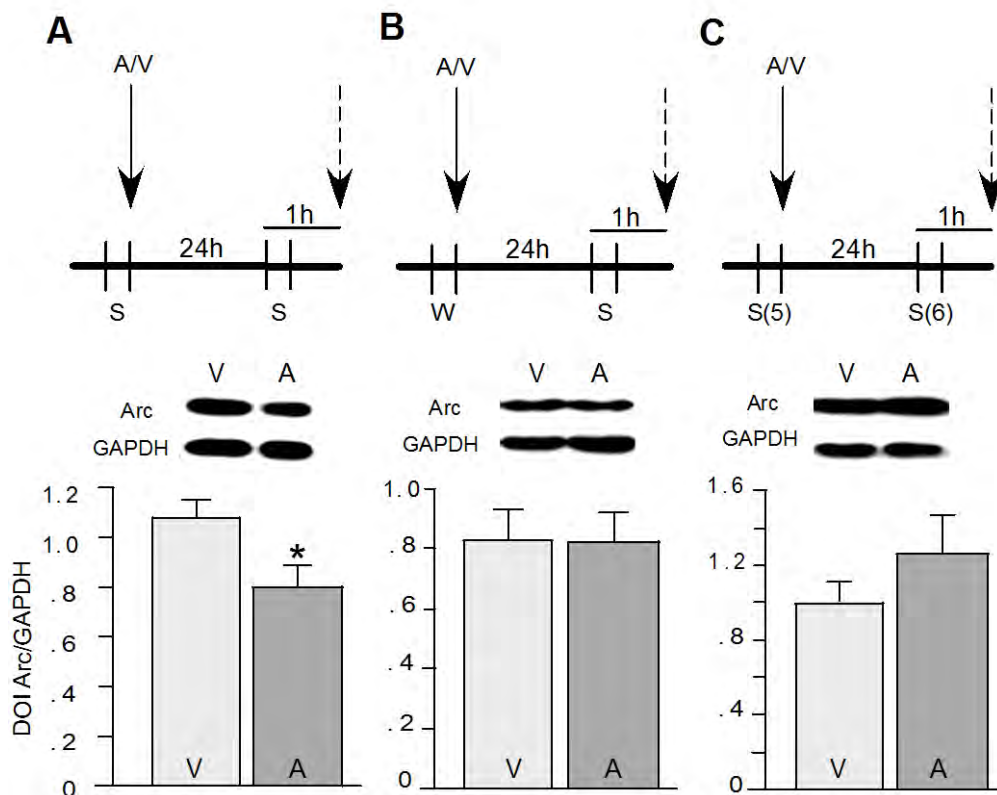 A
A/V
1h
24h
S
S
V A
Arc
GAPDH
DOI Arc/GAPDH
1.2
1.0
.8
.6
.4
.2
0
*
V
A
B
A/V
1h
24h
W
S
V A
Arc
GAPDH
1.0
.8
.6
.4
.2
0
V
A
C
A/V
1h
24h
S(5)
S(6)
V A
Arc
GAPDH
1.6
1.2
.8
.4
0
V
A